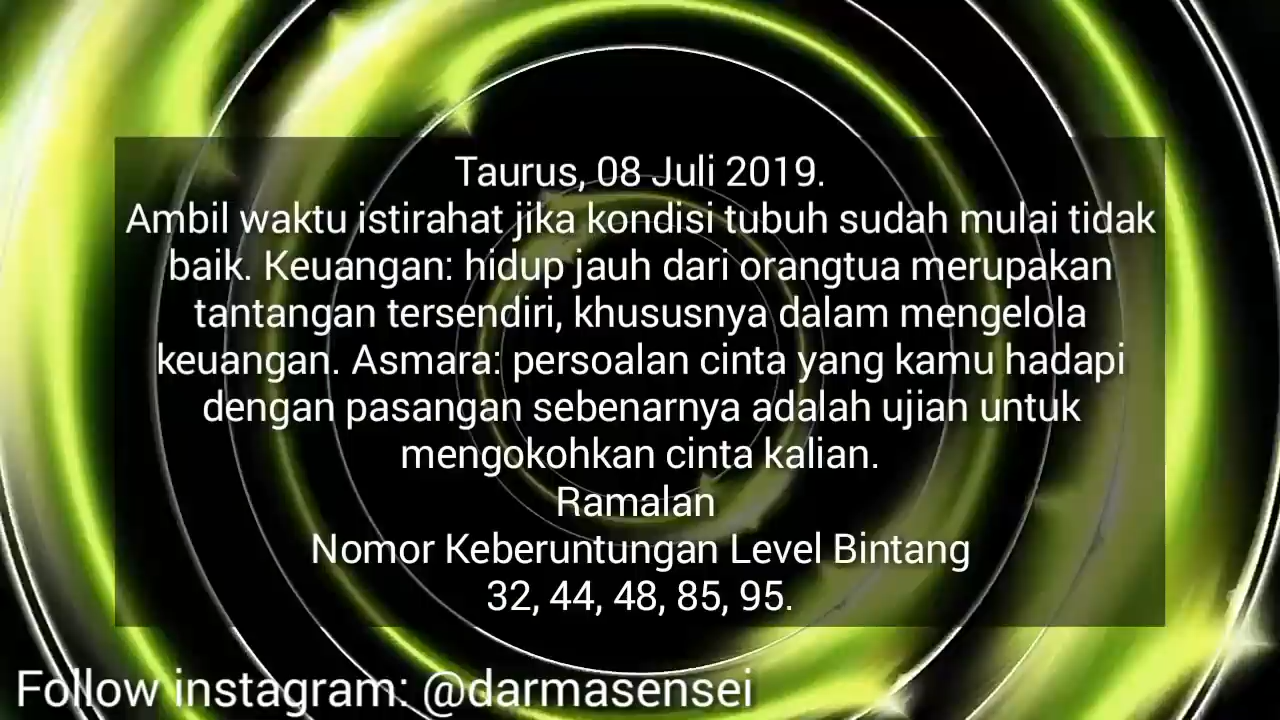 Taurus, 08 Juli 2019.
Ambil waktu istirahat jika kondisi tubuh sudah mulai tidak
baik. Keuangan: hidup jauh dari orangtua merupakan
tantangan tersendiri, khususnya dalam mengelola
keuangan. Asmara: persoalan cinta yang kamu hadapi
dengan pasangan sebenarnya adalah ujian untuk
mengokohkan cinta kalian.
Ramalan
Nomor Keberuntungan Level Bintang
32, 44, 48, 85, 95.
Follow instagram: @darmasensei